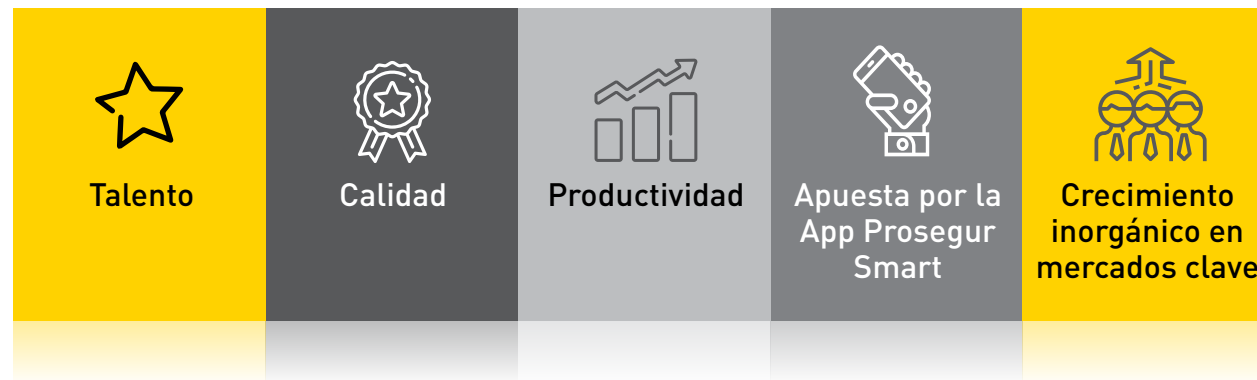 Talento
Calidad
Productividad
Apuesta por la
App Prosegur
Smart
Crecimiento
inorgánico en
mercados clave